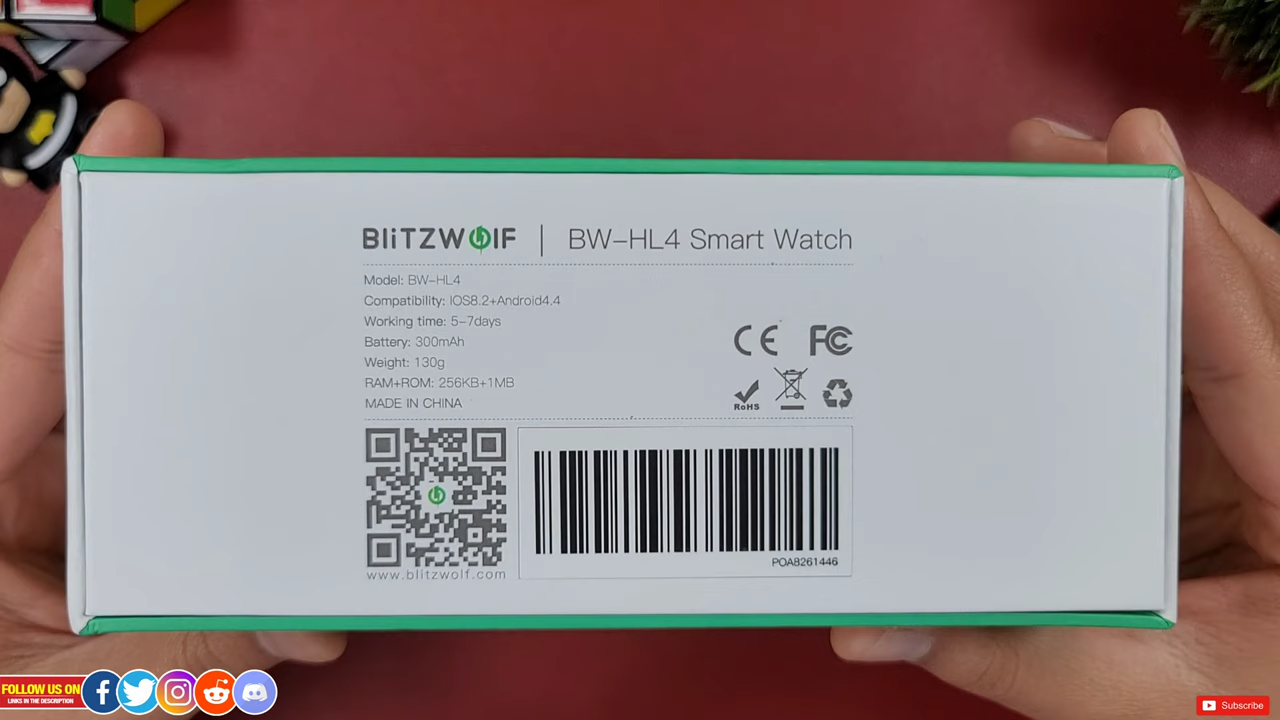 BLiTZWOLF | BW-HL4 Smart Watch
Model: BW-HL4
Compatibility: IOS8.2+Android4.4
Working time: 5-7days
Battery: 300mAh
Weight: 130g
RAM+ROM: 256KB+1MB
MADE IN CHINA
CE FC
RoHS
www.blitzwolf.com
POA8261446
FOLLOW US ON
LINKS IN THE DESCRIPTION
Subscribe